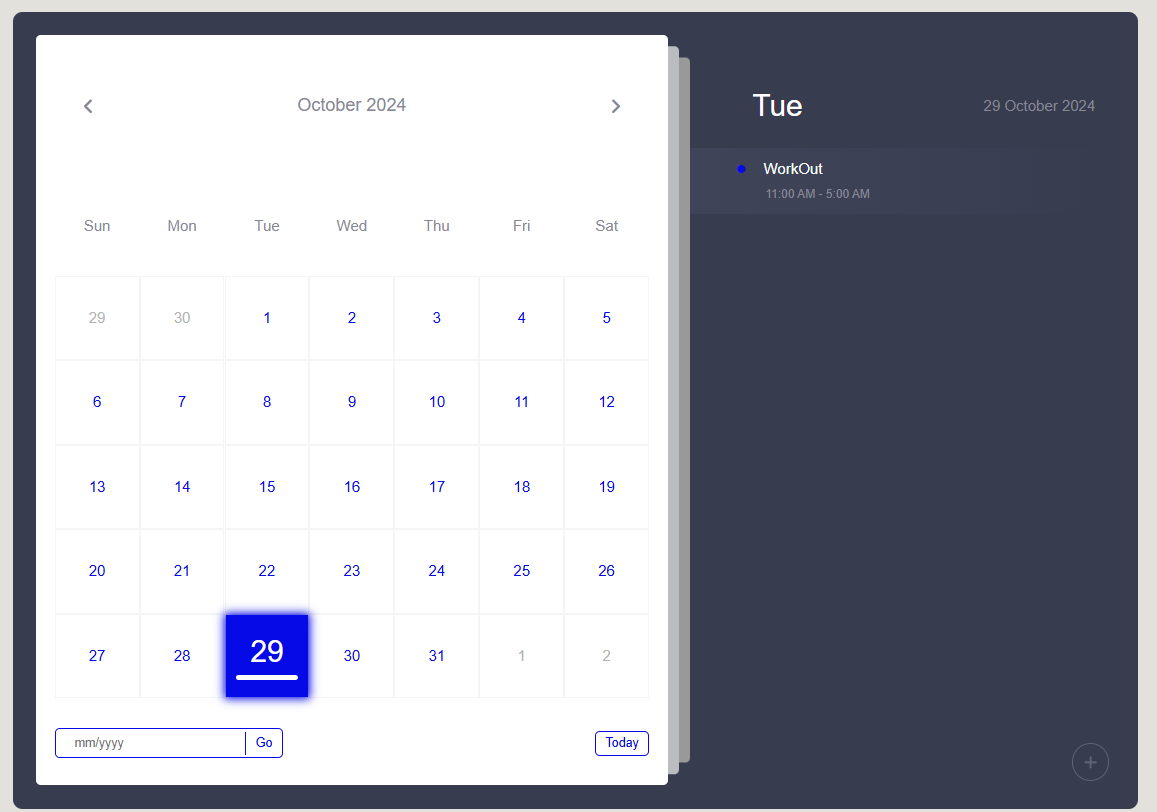 October 2024
Sun Mon Tue Wed Thu Fri Sat
29 30 1 2 3 4 5
6 7 8 9 10 11 12
13 14 15 16 17 18 19
20 21 22 23 24 25 26
27 28 29 30 31 1 2
mm/yyyy Go Today
Tue 29 October 2024
WorkOut
11:00 AM - 5:00 AM